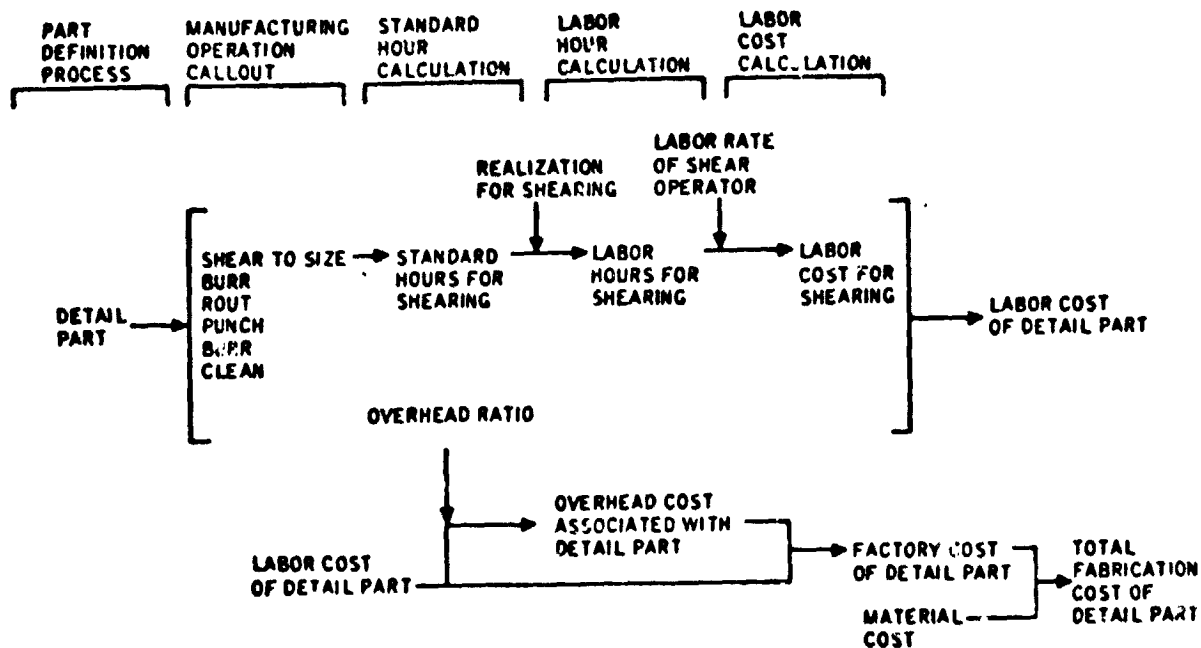 PART
DEFINITION
PROCESS
MANUFACTURING
OPERATION
CALLOUT
STANDARD
HOUR
CALCULATION
LABOR
HOUR
CALCULATION
LABOR
COST
CALCULATION
REALIZATION
FOR SHEARING
LABOR RATE
OF SHEAR
OPERATOR
DETAIL
PART
SHEAR TO SIZE
BURR
ROUT
PUNCH
BURR
CLEAN
STANDARD
HOURS FOR
SHEARING
LABOR
HOURS FOR
SHEARING
LABOR
COST FOR
SHEARING
LABOR COST
OF DETAIL PART
OVERHEAD RATIO
LABOR COST
OF DETAIL PART
OVERHEAD COST
ASSOCIATED WITH
DETAIL PART
FACTORY COST
OF DETAIL PART
MATERIAL
COST
TOTAL
FABRICATION
COST OF
DETAIL PART